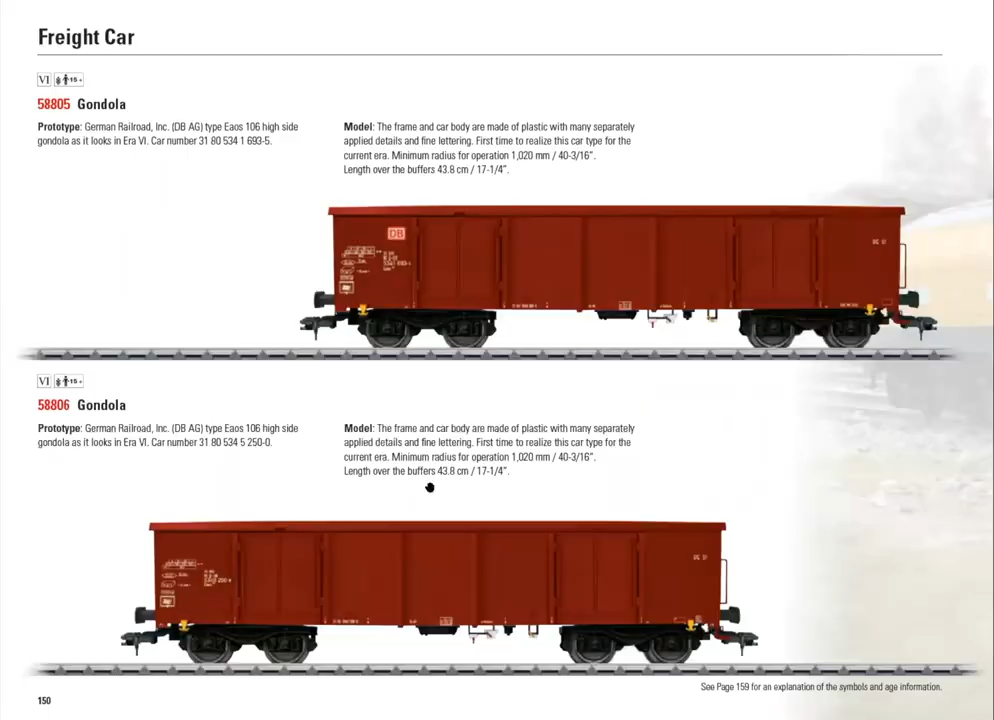 Freight Car
VI 15+
58805 Gondola
Prototype: German Railroad, Inc. (DB AG) type Eaos 106 high side
gondola as it looks in Era VI. Car number 31 80 534 1 693-5.
Model: The frame and car body are made of plastic with many separately
applied details and fine lettering. First time to realize this car type for the
current era. Minimum radius for operation 1,020 mm / 40-3/16”.
Length over the buffers 43.8 cm / 17-1/4”.
DB
VI 15+
58806 Gondola
Prototype: German Railroad, Inc. (DB AG) type Eaos 106 high side
gondola as it looks in Era VI. Car number 31 80 534 5 250-0.
Model: The frame and car body are made of plastic with many separately
applied details and fine lettering. First time to realize this car type for the
current era. Minimum radius for operation 1,020 mm / 40-3/16”.
Length over the buffers 43.8 cm / 17-1/4”.
See Page 159 for an explanation of the symbols and age information.
150